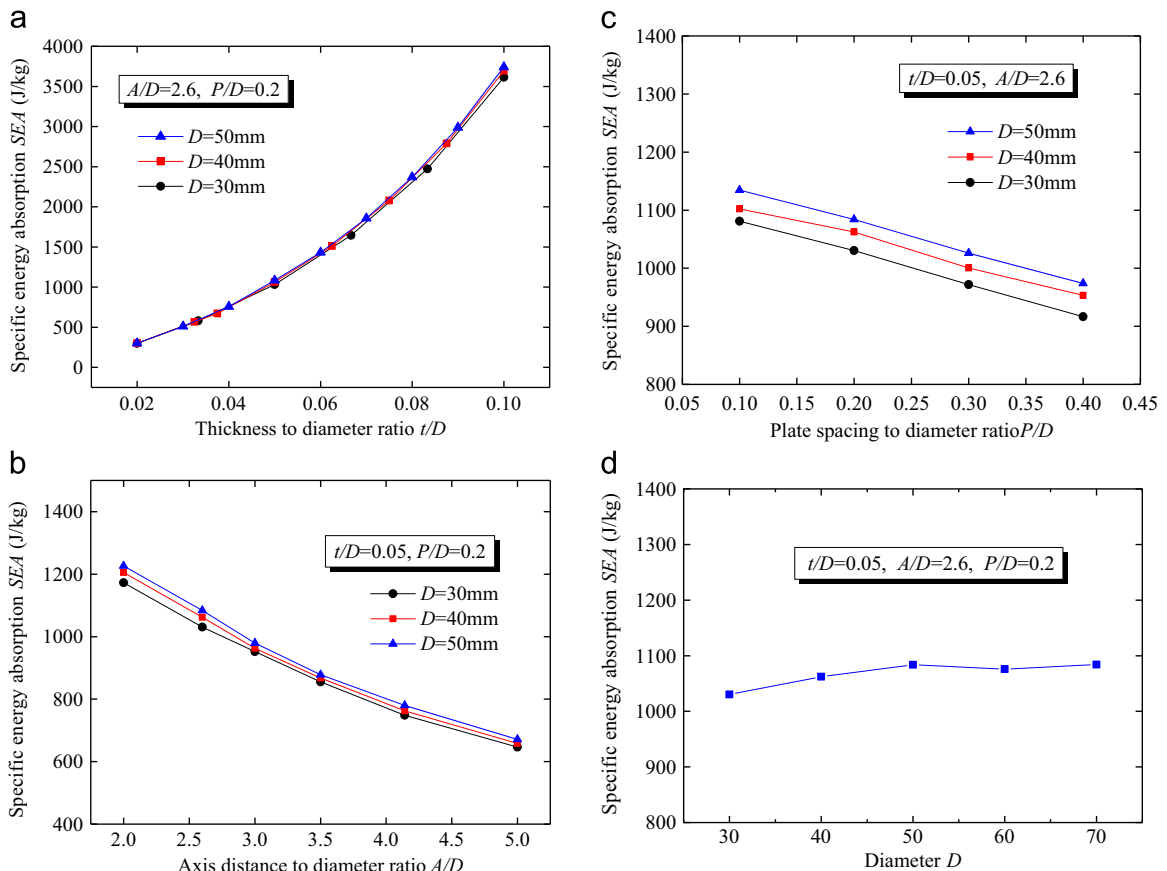 a
Specific energy absorption SEA (J/kg)
4000
3500
3000
2500
2000
1500
1000
500
0
A/D=2.6, P/D=0.2
D=50mm
D=40mm
D=30mm
0.02 0.04 0.06 0.08 0.10
Thickness to diameter ratio t/D
c
Specific energy absorption SEA (J/kg)
1400
1300
1200
1100
1000
900
800
t/D=0.05, A/D=2.6
D=50mm
D=40mm
D=30mm
0.05 0.10 0.15 0.20 0.25 0.30 0.35 0.40 0.45
Plate spacing to diameter ratioP/D
b
Specific energy absorption SEA (J/kg)
1400
1200
1000
800
600
400
t/D=0.05, P/D=0.2
D=30mm
D=40mm
D=50mm
2.0 2.5 3.0 3.5 4.0 4.5 5.0
Axis distance to diameter ratio A/D
d
Specific energy absorption SEA (J/kg)
1400
1300
1200
1100
1000
900
800
t/D=0.05, A/D=2.6, P/D=0.2
30 40 50 60 70
Diameter D